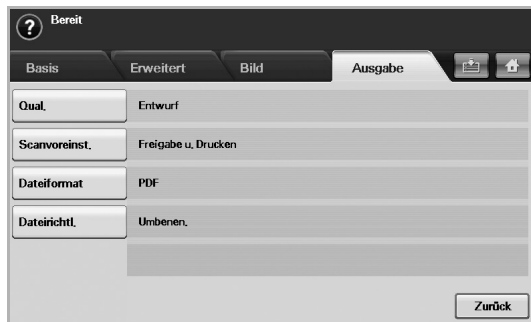 Bereit
Basis Erweitert Bild Ausgabe
Qual. Entwurf
Scanvoreinst. Freigabe u. Drucken
Dateiformat PDF
Dateirichtl. Umbenen.
Zurück